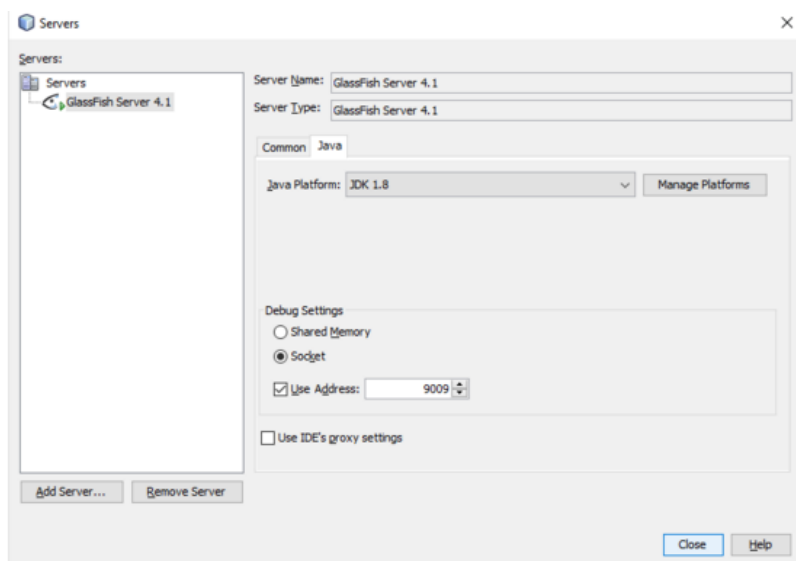 Servers
Servers:
Servers
GlassFish Server 4.1
Server Name: GlassFish Server 4.1
Server Type: GlassFish Server 4.1
Common Java
Java Platform: JDK 1.8 Manage Platforms
Debug Settings
Shared Memory
Socket
Use Address: 9009
Use IDE's proxy settings
Add Server... Remove Server
Close Help